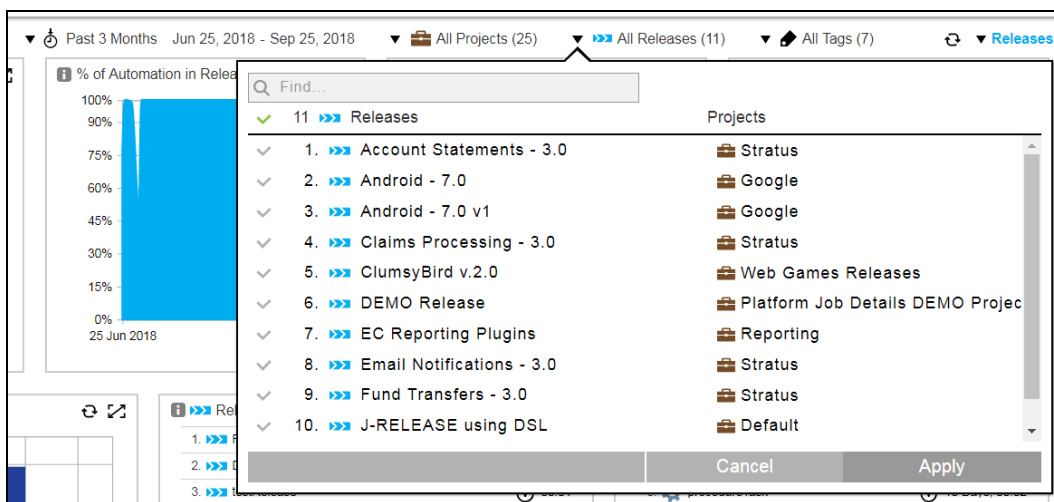 Past 3 Months Jun 25, 2018 - Sep 25, 2018 All Projects (25) All Releases (11) All Tags (7) Releases
% of Automation in Relea
Find...
100%
90%
75%
60%
45%
30%
15%
0%
25 Jun 2018
11 Releases Projects
1. Account Statements - 3.0 Stratus
2. Android - 7.0 Google
3. Android - 7.0 v1 Google
4. Claims Processing - 3.0 Stratus
5. ClumsyBird v.2.0 Web Games Releases
6. DEMO Release Platform Job Details DEMO Projec
7. EC Reporting Plugins Reporting
8. Email Notifications - 3.0 Stratus
9. Fund Transfers - 3.0 Stratus
10. J-RELEASE using DSL Default
Cancel Apply
Rel
1.
2.
3.